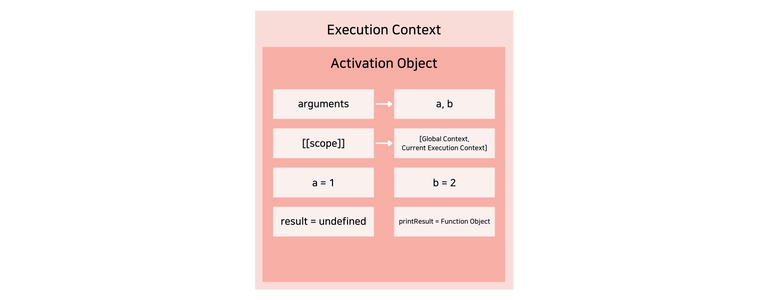 Execution Context
Activation Object
arguments
a, b
[[scope]]
[Global Context,
Current Execution Context]
a = 1
b = 2
result = undefined
printResult = Function Object